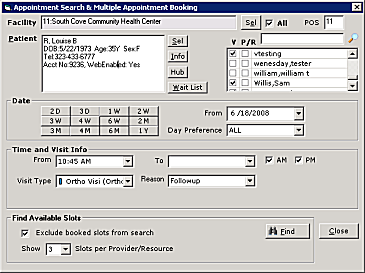 Appointment Search & Multiple Appointment Booking
Facility 11:South Cove Community Health Center Sel All POS 11
Patient R, Lauren
DOB:5/22/1973 Age:35Y Sex:F
Tel:323-433-6777
Acct No:9236, WebEnabled: Yes
Sel
Info
Hub
Wait List
V P/R
vtesting
wenesday,tester
william,william t
Willis,Sam
Date
2 D 3 D 1 W 2 W
3 W 4 W 6 W 2 M
3 M 4 M 6 M 1 Y
From 6 /18/2008
Day Preference ALL
Time and Visit Info
From 10:45 AM To AM PM
Visit Type Ortho Visi (Ortho Reason Followup
Find Available Slots
Exclude booked slots from search
Show 3 Slots per Provider/Resource
Find Close